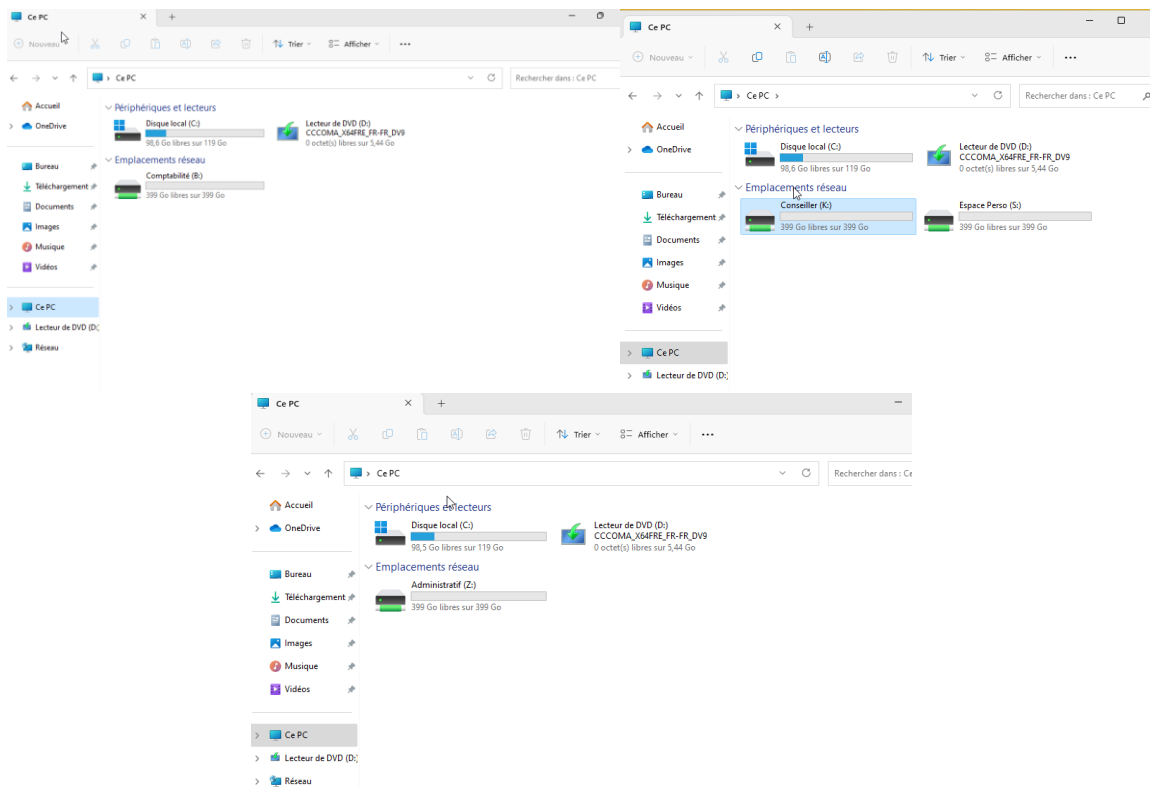 Ce PC
Nouveau
Trier
Afficher
Ce PC
Rechercher dans : Ce PC
Accueil
OneDrive
Bureau
Téléchargement
Documents
Images
Musique
Vidéos
Ce PC
Lecteur de DVD (D:
Réseau
Périphériques et lecteurs
Disque local (C:)
98,6 Go libres sur 119 Go
Lecteur de DVD (D:)
CCCOMA_X64FRE_FR-FR_DV9
0 octet(s) libres sur 5,44 Go
Emplacements réseau
Comptabilité (B:)
399 Go libres sur 399 Go
Ce PC
Nouveau
Trier
Afficher
Ce PC
Rechercher dans : Ce PC
Accueil
OneDrive
Bureau
Téléchargement
Documents
Images
Musique
Vidéos
Ce PC
Lecteur de DVD (D:
Périphériques et lecteurs
Disque local (C:)
98,6 Go libres sur 119 Go
Lecteur de DVD (D:)
CCCOMA_X64FRE_FR-FR_DV9
0 octet(s) libres sur 5,44 Go
Emplacements réseau
Conseiller (K:)
399 Go libres sur 399 Go
Espace Perso (S:)
399 Go libres sur 399 Go
Ce PC
Nouveau
Trier
Afficher
Ce PC
Rechercher dans : Ce
Accueil
OneDrive
Bureau
Téléchargement
Documents
Images
Musique
Vidéos
Ce PC
Lecteur de DVD (D:
Réseau
Périphériques et lecteurs
Disque local (C:)
98,5 Go libres sur 119 Go
Lecteur de DVD (D:)
CCCOMA_X64FRE_FR-FR_DV9
0 octet(s) libres sur 5,44 Go
Emplacements réseau
Administratif (Z:)
399 Go libres sur 399 Go